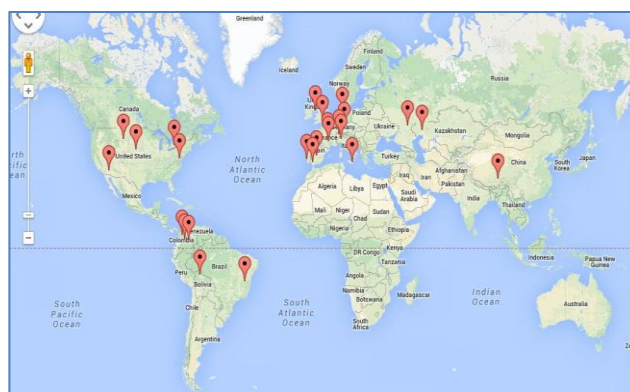 Greenland
Iceland
Finland
Sweden
Norway
Russia
Canada
Poland
Ukraine
Kazakhstan
Mongolia
United States
North
Atlantic
Ocean
Turkey
China
South
Korea
Japan
Iraq
Iran
Afghanistan
Pakistan
Algeria
Libya
Egypt
Saudi
Arabia
Mexico
India
Thailand
Mali
Niger
Chad
Sudan
Nigeria
Ethiopia
Venezuela
Colombia
DR Congo
Kenya
Tanzania
Indonesia
Papua New
Guinea
Peru
Brazil
Bolivia
Angola
Namibia
Botswana
Madagascar
Indian
Ocean
Australia
Chile
South
Pacific
Ocean
South
Atlantic
Ocean
South
Africa
Argentina